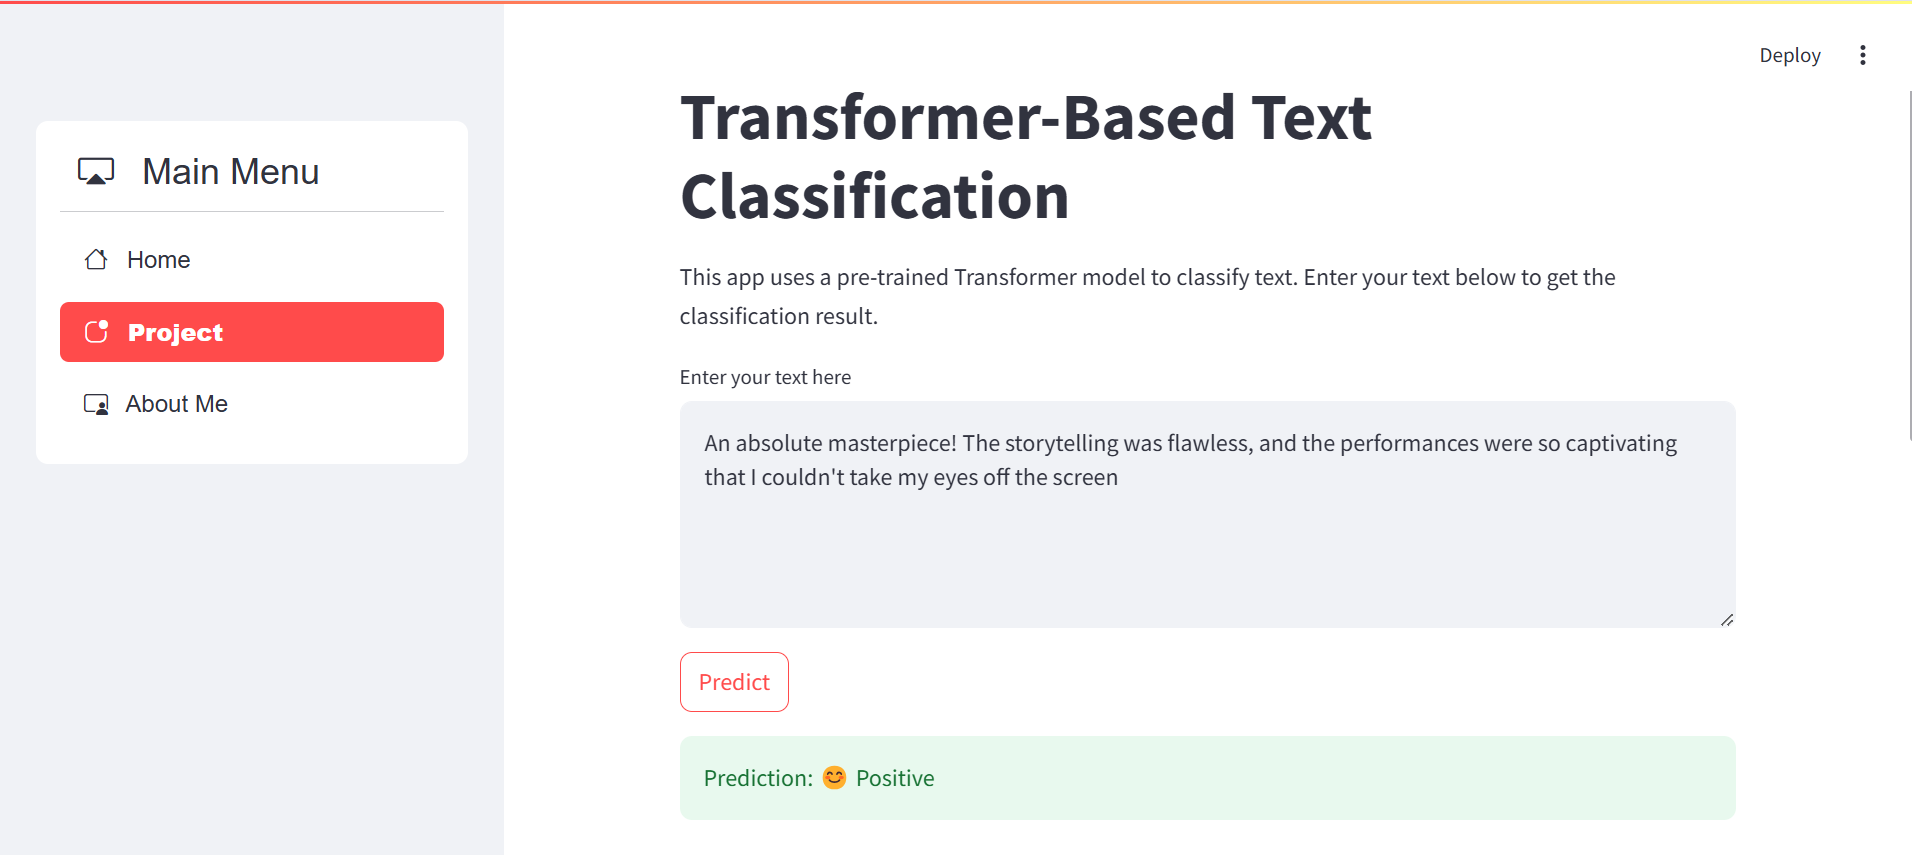 Deploy
Main Menu
Home
Project
About Me
Transformer-Based Text
Classification
This app uses a pre-trained Transformer model to classify text. Enter your text below to get the
classification result.
Enter your text here
An absolute masterpiece! The storytelling was flawless, and the performances were so captivating
that I couldn't take my eyes off the screen
Predict
Prediction: 😊 Positive